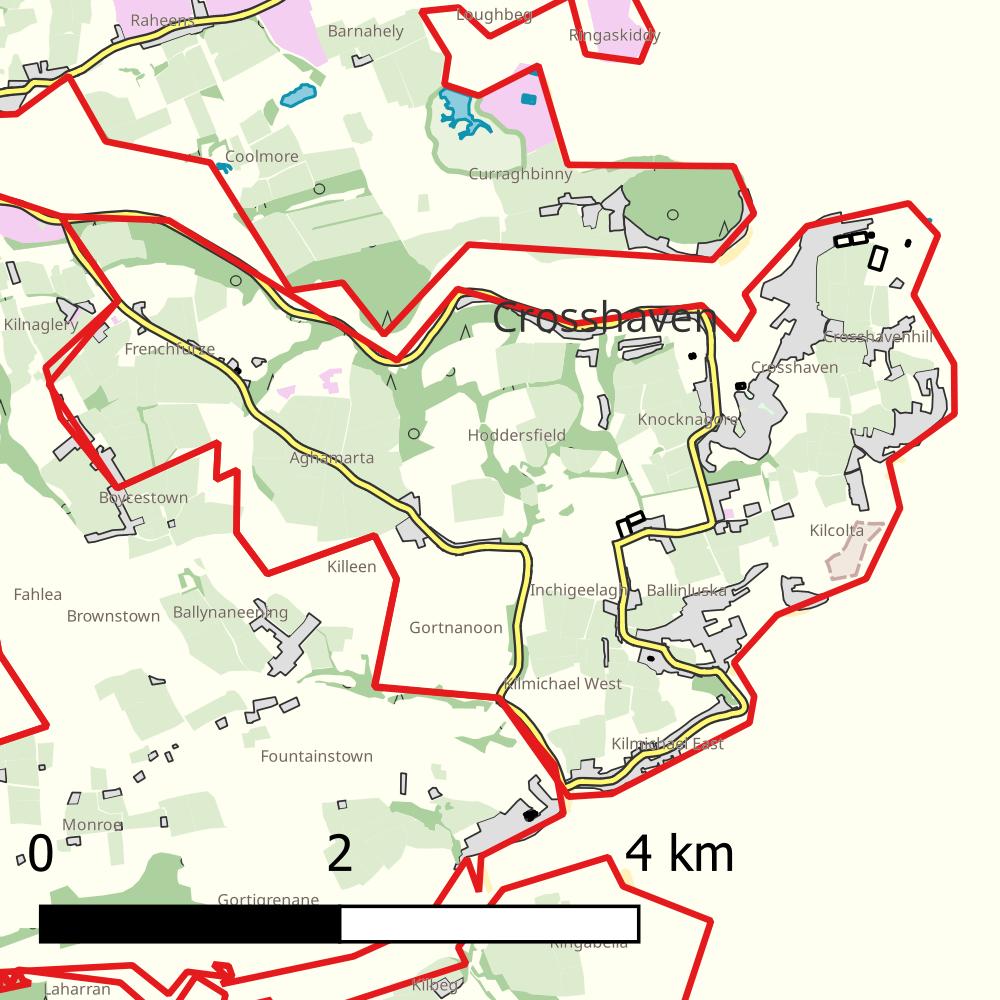 Loughbeg
Raheens
Barnahely
Ringaskiddy
Coolmore
Curraghbinny
Crosshaven
Kilnaglery
Crosshavenhill
Frenchfurze
Crosshaven
Knocknagore
Hoddersfield
Aghamarta
Boycestown
Kilcolta
Killeen
Inchigeelagh
Ballinluska
Fahlea
Brownstown
Ballynaneening
Gortnanoon
Kilmichael West
Kilmichael East
Fountainstown
Monroe
0 2 4 km
Gortigrenane
Ringabella
Kilbeg
Laharran